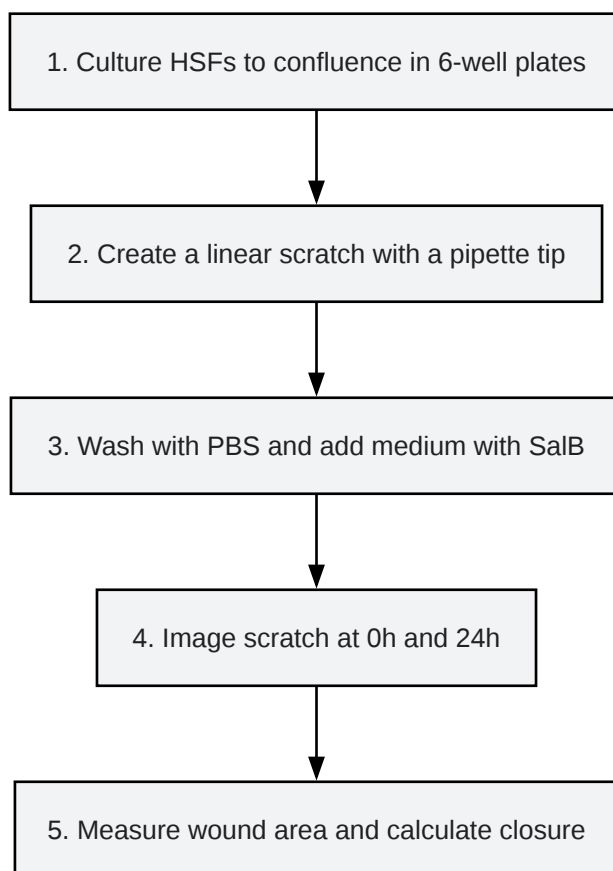 1. Culture HSFs to confluence in 6-well plates
2. Create a linear scratch with a pipette tip
3. Wash with PBS and add medium with SalB
4. Image scratch at 0h and 24h
5. Measure wound area and calculate closure